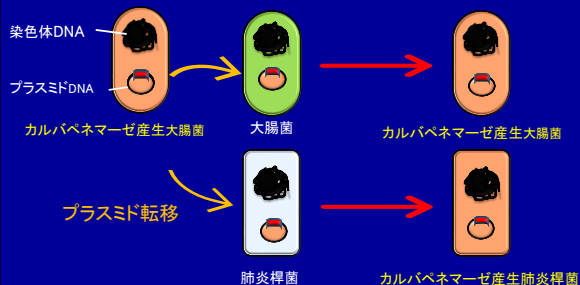 染色体DNA
プラスミドDNA
カルバペネマーゼ産生大腸菌
大腸菌
カルバペネマーゼ産生大腸菌
プラスミド転移
肺炎桿菌
カルバペネマーゼ産生肺炎桿菌